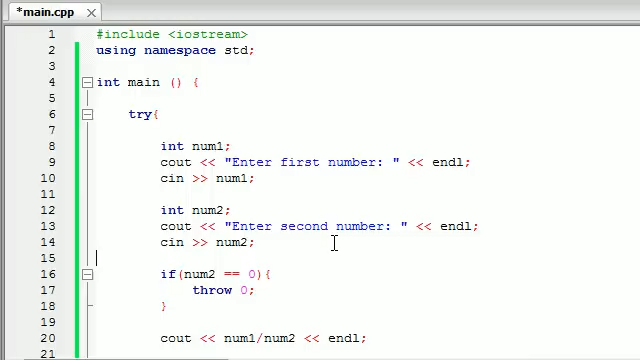 *main.cpp
1 #include <iostream>
2 using namespace std;
3
4 int main () {
5
6 try{
7
8 int num1;
9 cout << "Enter first number: " << endl;
10 cin >> num1;
11
12 int num2;
13 cout << "Enter second number: " << endl;
14 cin >> num2;
15
16 if(num2 == 0){
17 throw 0;
18 }
19
20 cout << num1/num2 << endl;
21